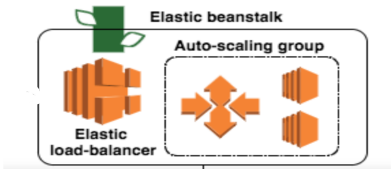 Elastic beanstalk
Auto-scaling group
Elastic
load-balancer